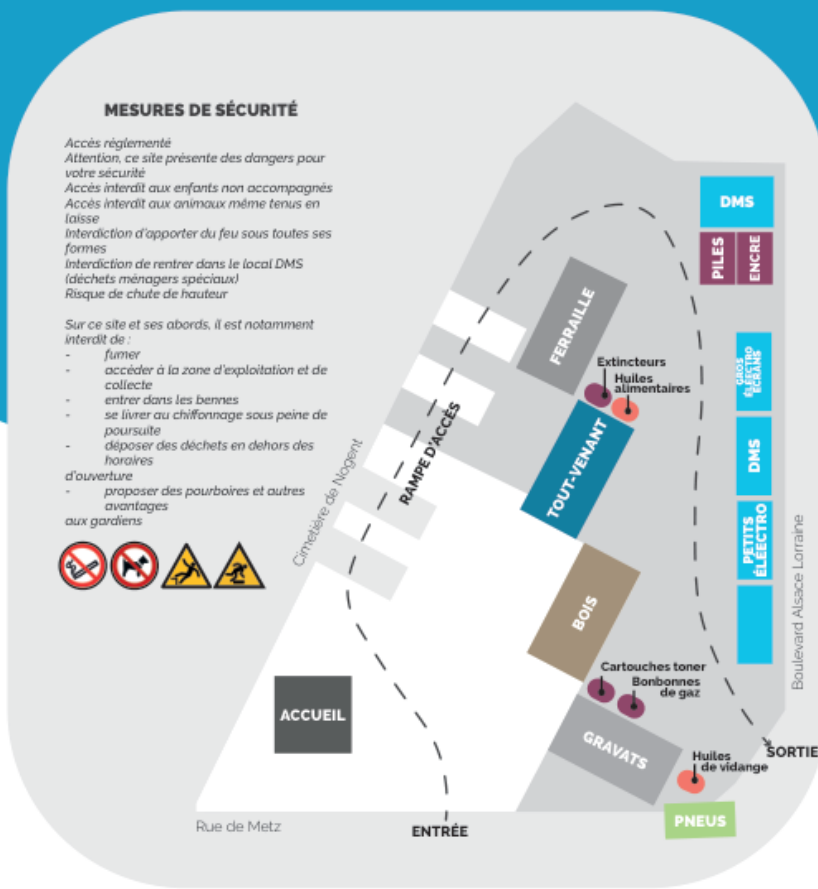 MESURES DE SÉCURITÉ
Accès réglementé
Attention, ce site présente des dangers pour
votre sécurité
Accès interdit aux enfants non accompagnés
Accès interdit aux animaux même tenus en
laisse
Interdiction d'apporter du feu sous toutes ses
formes
Interdiction de rentrer dans le local DMS
(déchets ménagers spéciaux)
Risque de chute de hauteur
Sur ce site et ses abords, il est notamment
interdit de :
- fumer
- accéder à la zone d'exploitation et de
collecte
- entrer dans les bennes
- se livrer au chiffonnage sous peine de
poursuite
- déposer des déchets en dehors des
horaires
d'ouverture
- proposer des pourboires et autres
avantages
aux gardiens
DMS
PILES
ENCRE
FERRAILLE
Extincteurs
Huiles
alimentaires
GROS
ÉLEECTRO
ÉCRANS
TOUT-VENANT
RAMPE D'ACCÈS
Cimetière de Nogent
DMS
PETITS
ÉLEECTRO
BOIS
Boulevard Alsace Lorraine
Cartouches toner
Bonbonnes
de gaz
ACCUEIL
GRAVATS
SORTIE
Huiles
de vidange
PNEUS
Rue de Metz
ENTRÉE